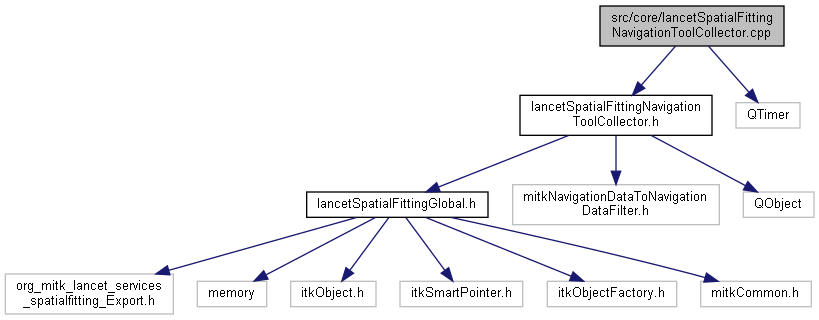 src/core/lancetSpatialFitting
NavigationToolCollector.cpp
lancetSpatialFittingNavigation
ToolCollector.h
QTimer
lancetSpatialFittingGlobal.h
mitkNavigationDataToNavigation
DataFilter.h
QObject
org_mitk_lancet_services
_spatialfitting_Export.h
memory
itkObject.h
itkSmartPointer.h
itkObjectFactory.h
mitkCommon.h